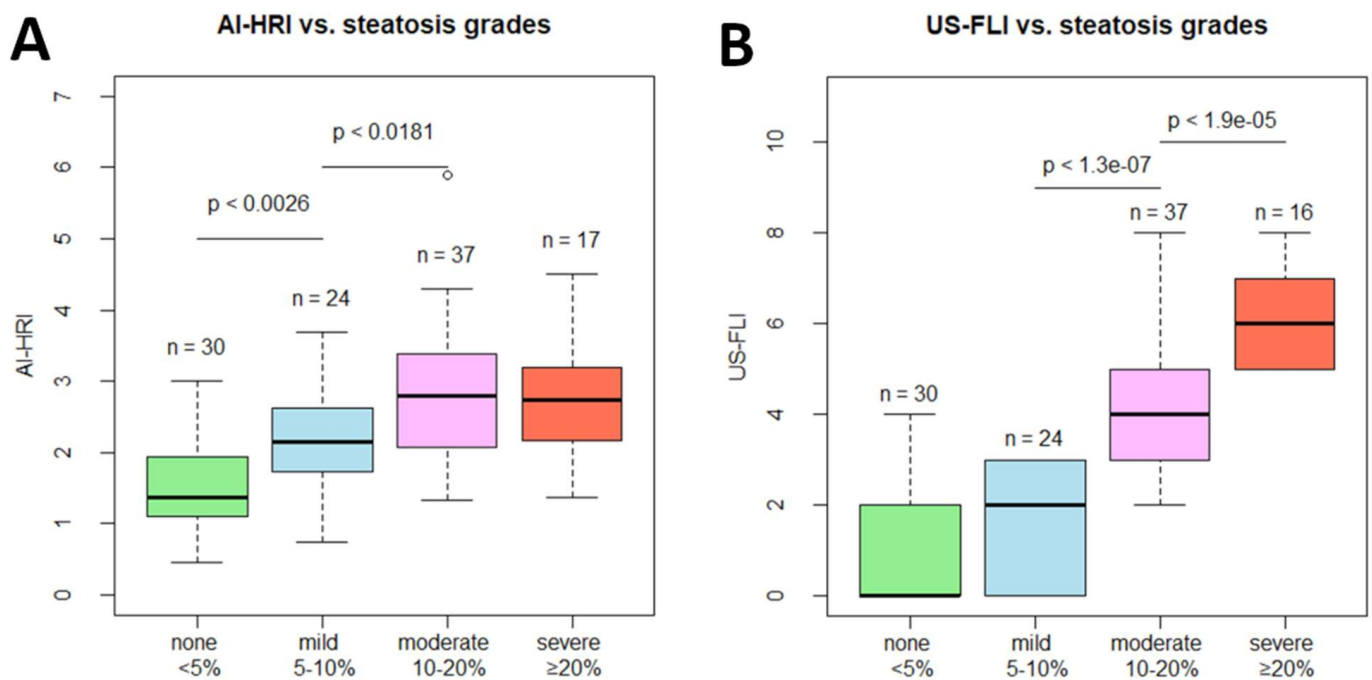 A
AI-HRI vs. steatosis grades
7
6
5
4
3
2
1
0
AI-HRI
p < 0.0181
p < 0.0026
n = 30
n = 24
n = 37
n = 17
none mild moderate severe
<5% 5-10% 10-20% ≥20%
B
US-FLI vs. steatosis grades
10
8
6
4
2
0
US-FLI
p < 1.9e-05
p < 1.3e-07
n = 30
n = 24
n = 37
n = 16
none mild moderate severe
<5% 5-10% 10-20% ≥20%